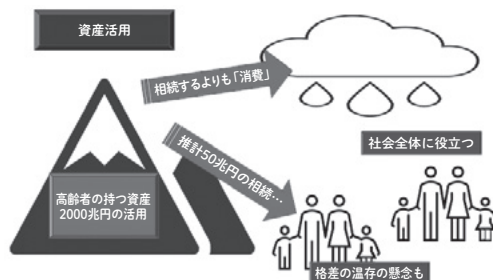 資産活用
相続するよりも「消費」
推計50兆円の相続…
社会全体に役立つ
高齢者の持つ資産
2000兆円の活用
格差の温存の懸念も